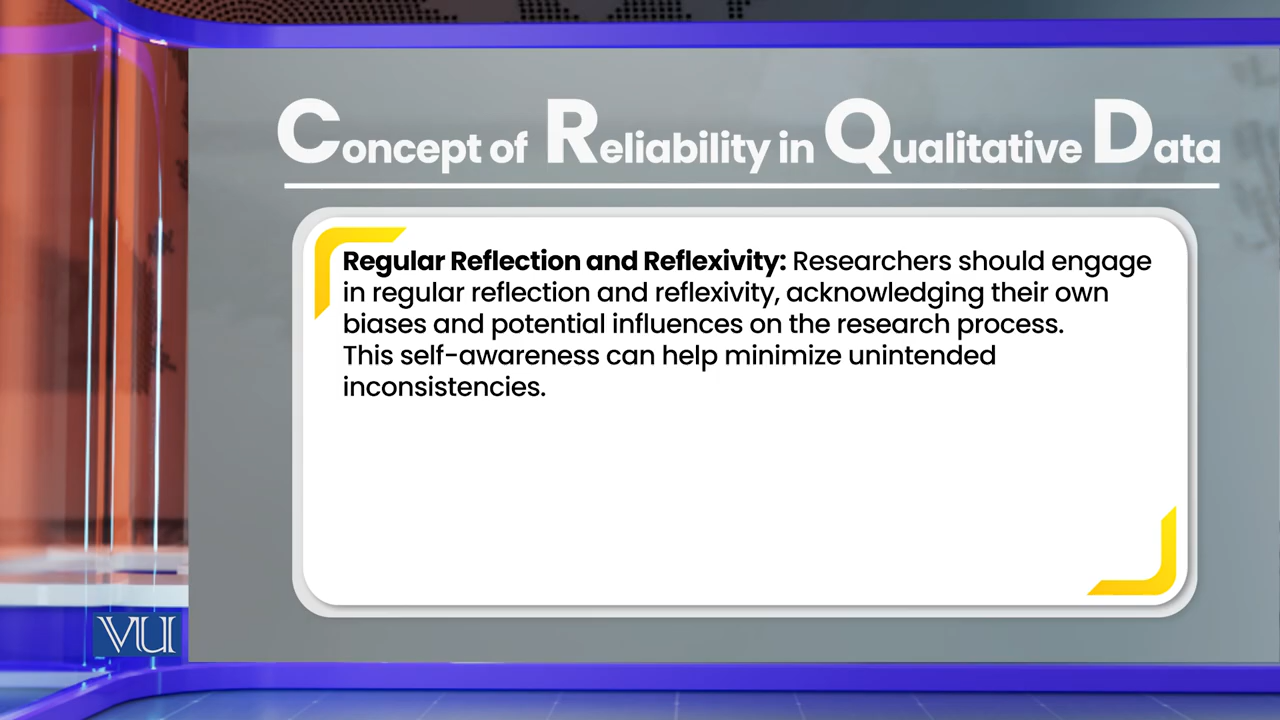 Concept of Reliability in Qualitative Data
Regular Reflection and Reflexivity: Researchers should engage
in regular reflection and reflexivity, acknowledging their own
biases and potential influences on the research process.
This self-awareness can help minimize unintended
inconsistencies.
VU